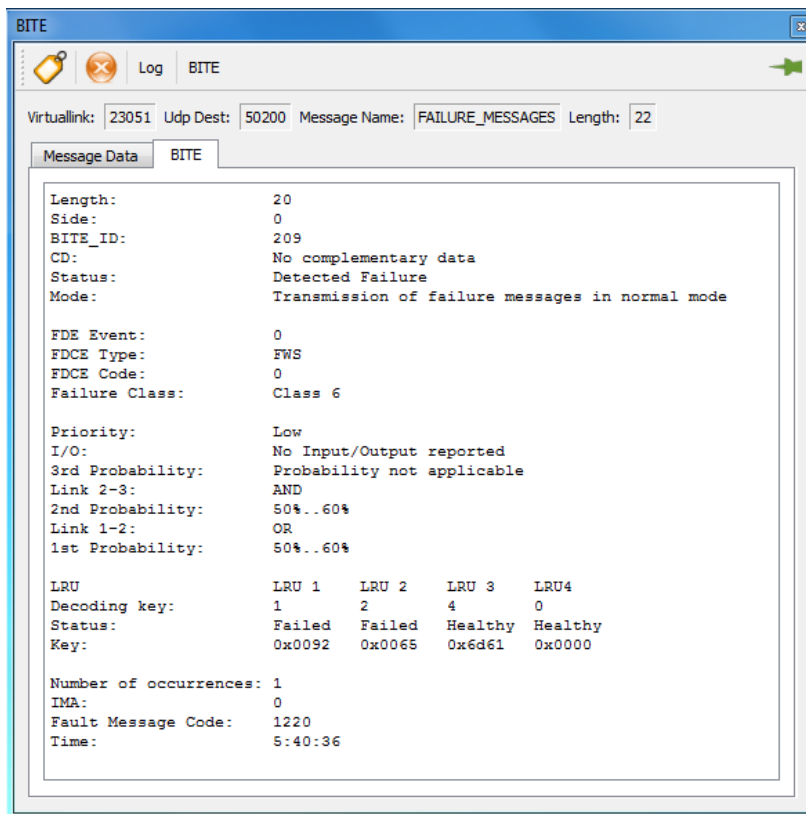 BITE
Log BITE
Virtuallink: 23051 Udp Dest: 50200 Message Name: FAILURE_MESSAGES Length: 22
Message Data BITE
Length: 20
Side: 0
BITE_ID: 209
CD: No complementary data
Status: Detected Failure
Mode: Transmission of failure messages in normal mode
FDE Event: 0
FDCE Type: FWS
FDCE Code: 0
Failure Class: Class 6
Priority: Low
I/O: No Input/Output reported
3rd Probability: Probability not applicable
Link 2-3: AND
2nd Probability: 50%..60%
Link 1-2: OR
1st Probability: 50%..60%
LRU LRU 1 LRU 2 LRU 3 LRU4
Decoding key: 1 2 4 0
Status: Failed Failed Healthy Healthy
Key: 0x0092 0x0065 0x6d61 0x0000
Number of occurrences: 1
IMA: 0
Fault Message Code: 1220
Time: 5:40:36